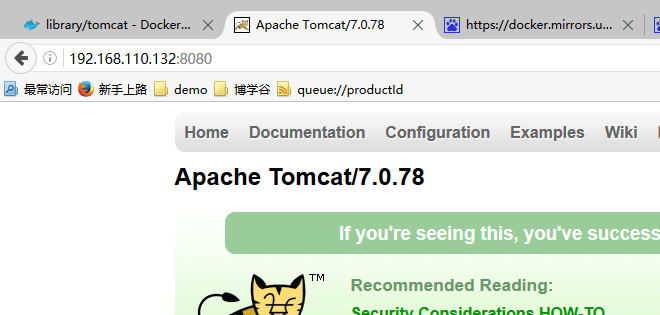 library/tomcat - Docker... × Apache Tomcat/7.0.78 × https://docker.mirrors.u... ×
192.168.110.132:8080
最常访问 新手上路 demo 博学谷 queue://productId
Home Documentation Configuration Examples Wiki
Apache Tomcat/7.0.78
If you're seeing this, you've success
TM
Recommended Reading:
Security Considerations HOW-TO